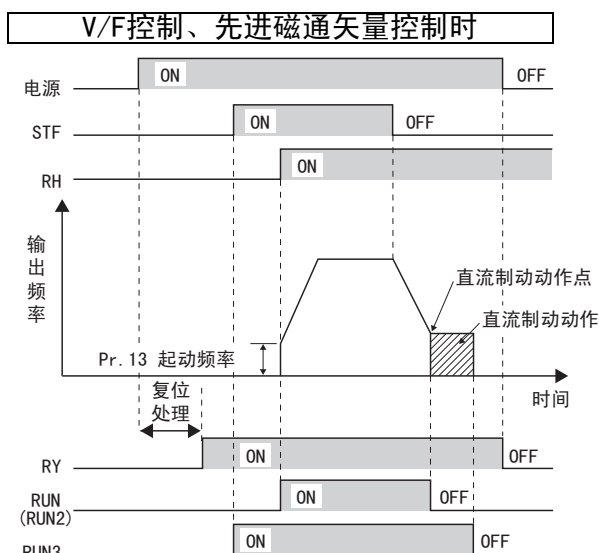 V/F控制、先进磁通矢量控制时
电源
ON
OFF
STF
ON
OFF
RH
ON
输出频率
直流制动动作点
直流制动动作
Pr.13 起动频率
时间
复位
处理
RY
ON
OFF
RUN
(RUN2)
ON
OFF
RUN3
ON
OFF